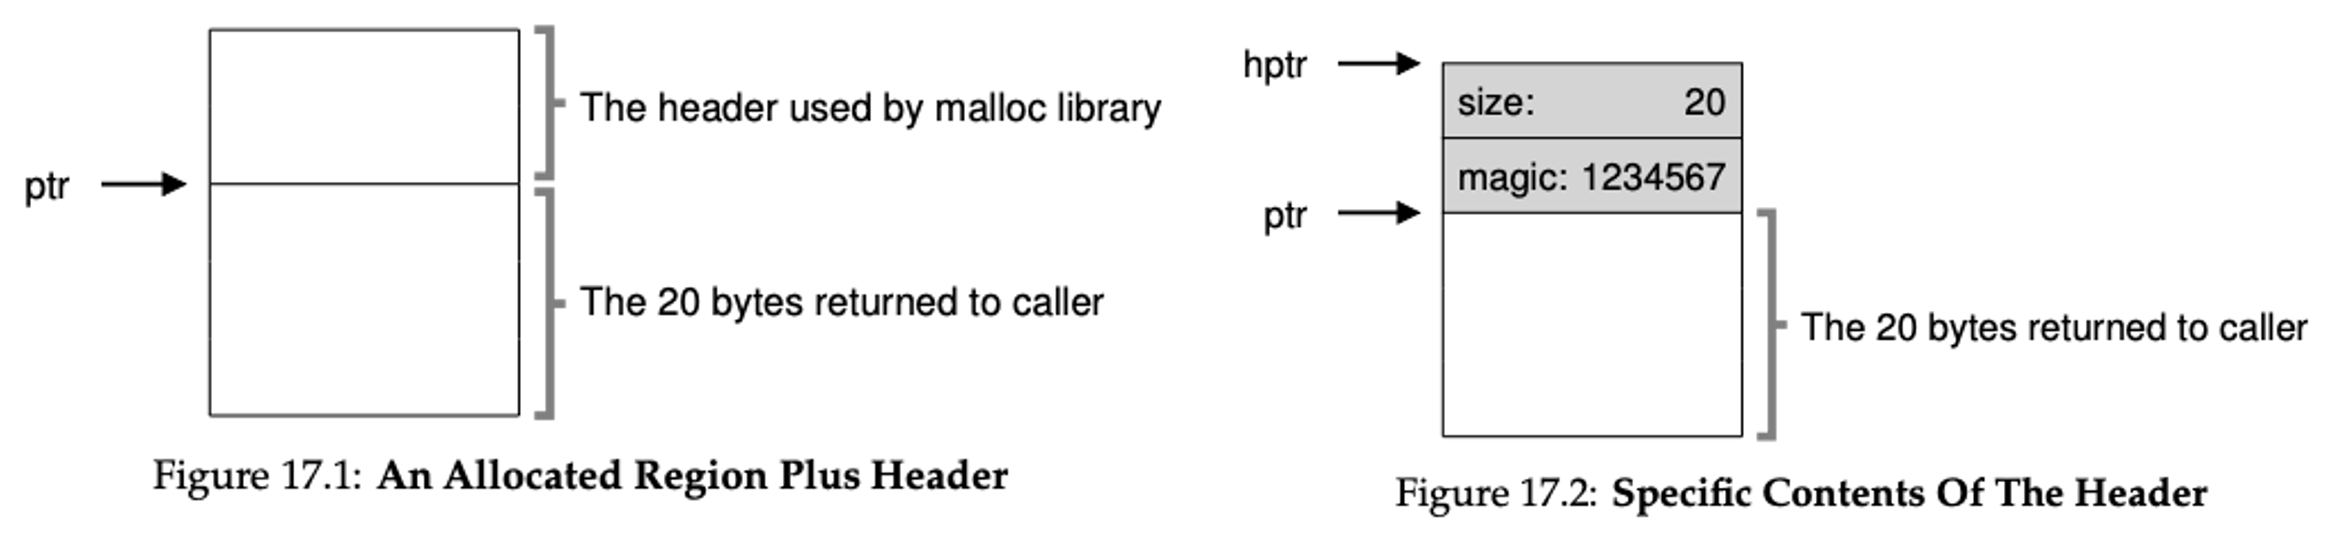 The header used by malloc library
ptr
The 20 bytes returned to caller
Figure 17.1: An Allocated Region Plus Header
hptr
size: 20
magic: 1234567
ptr
The 20 bytes returned to caller
Figure 17.2: Specific Contents Of The Header